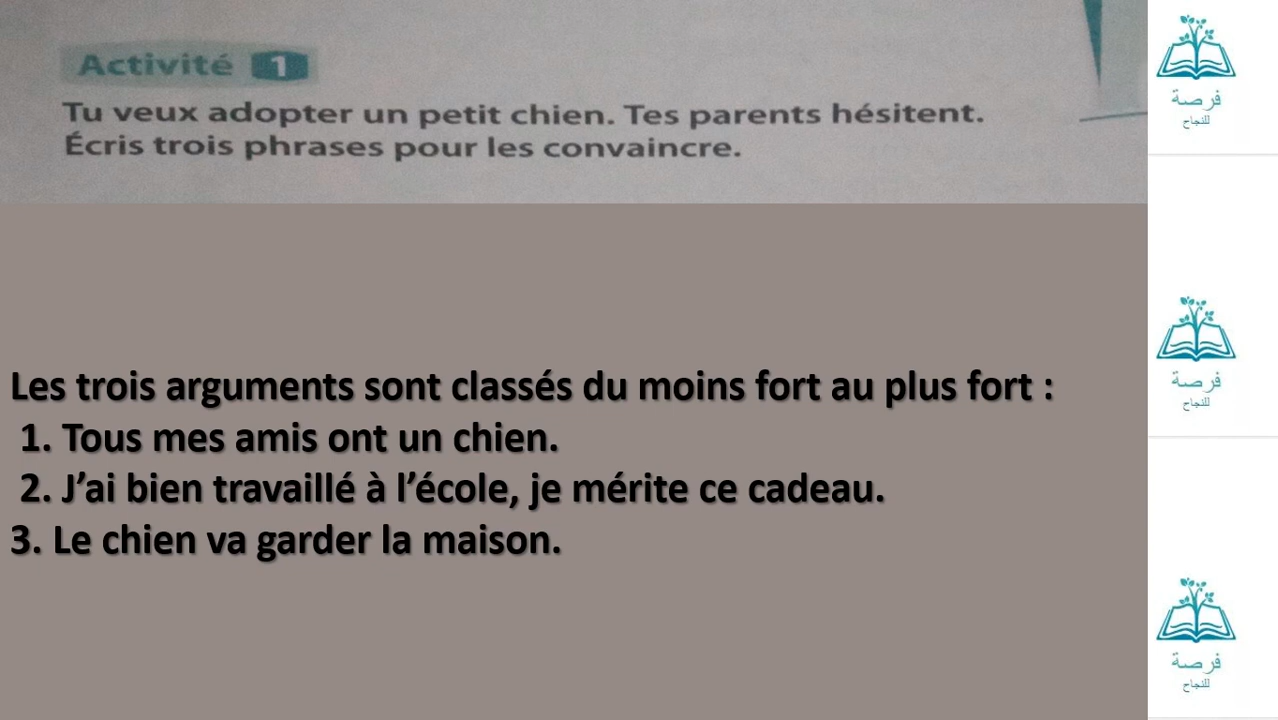 Activité 1
Tu veux adopter un petit chien. Tes parents hésitent.
Écris trois phrases pour les convaincre.
Les trois arguments sont classés du moins fort au plus fort :
1. Tous mes amis ont un chien.
2. J’ai bien travaillé à l’école, je mérite ce cadeau.
3. Le chien va garder la maison.
فرصة
للنجاح
فرصة
للنجاح
فرصة
للنجاح